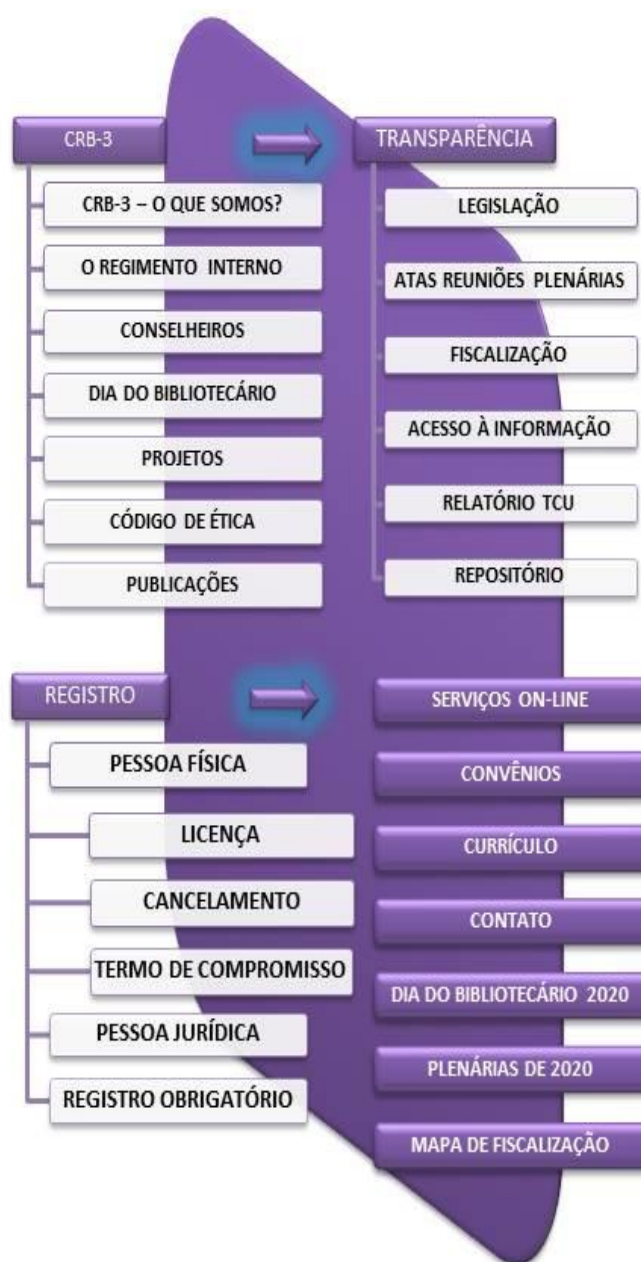 CRB-3
CRB-3 – O QUE SOMOS?
O REGIMENTO INTERNO
CONSELHEIROS
DIA DO BIBLIOTECÁRIO
PROJETOS
CÓDIGO DE ÉTICA
PUBLICAÇÕES
TRANSPARÊNCIA
LEGISLAÇÃO
ATAS REUNIÕES PLENÁRIAS
FISCALIZAÇÃO
ACESSO À INFORMAÇÃO
RELATÓRIO TCU
REPOSITÓRIO
REGISTRO
PESSOA FÍSICA
LICENÇA
CANCELAMENTO
TERMO DE COMPROMISSO
PESSOA JURÍDICA
REGISTRO OBRIGATÓRIO
SERVIÇOS ON-LINE
CONVÊNIOS
CURRÍCULO
CONTATO
DIA DO BIBLIOTECÁRIO 2020
PLENÁRIAS DE 2020
MAPA DE FISCALIZAÇÃO